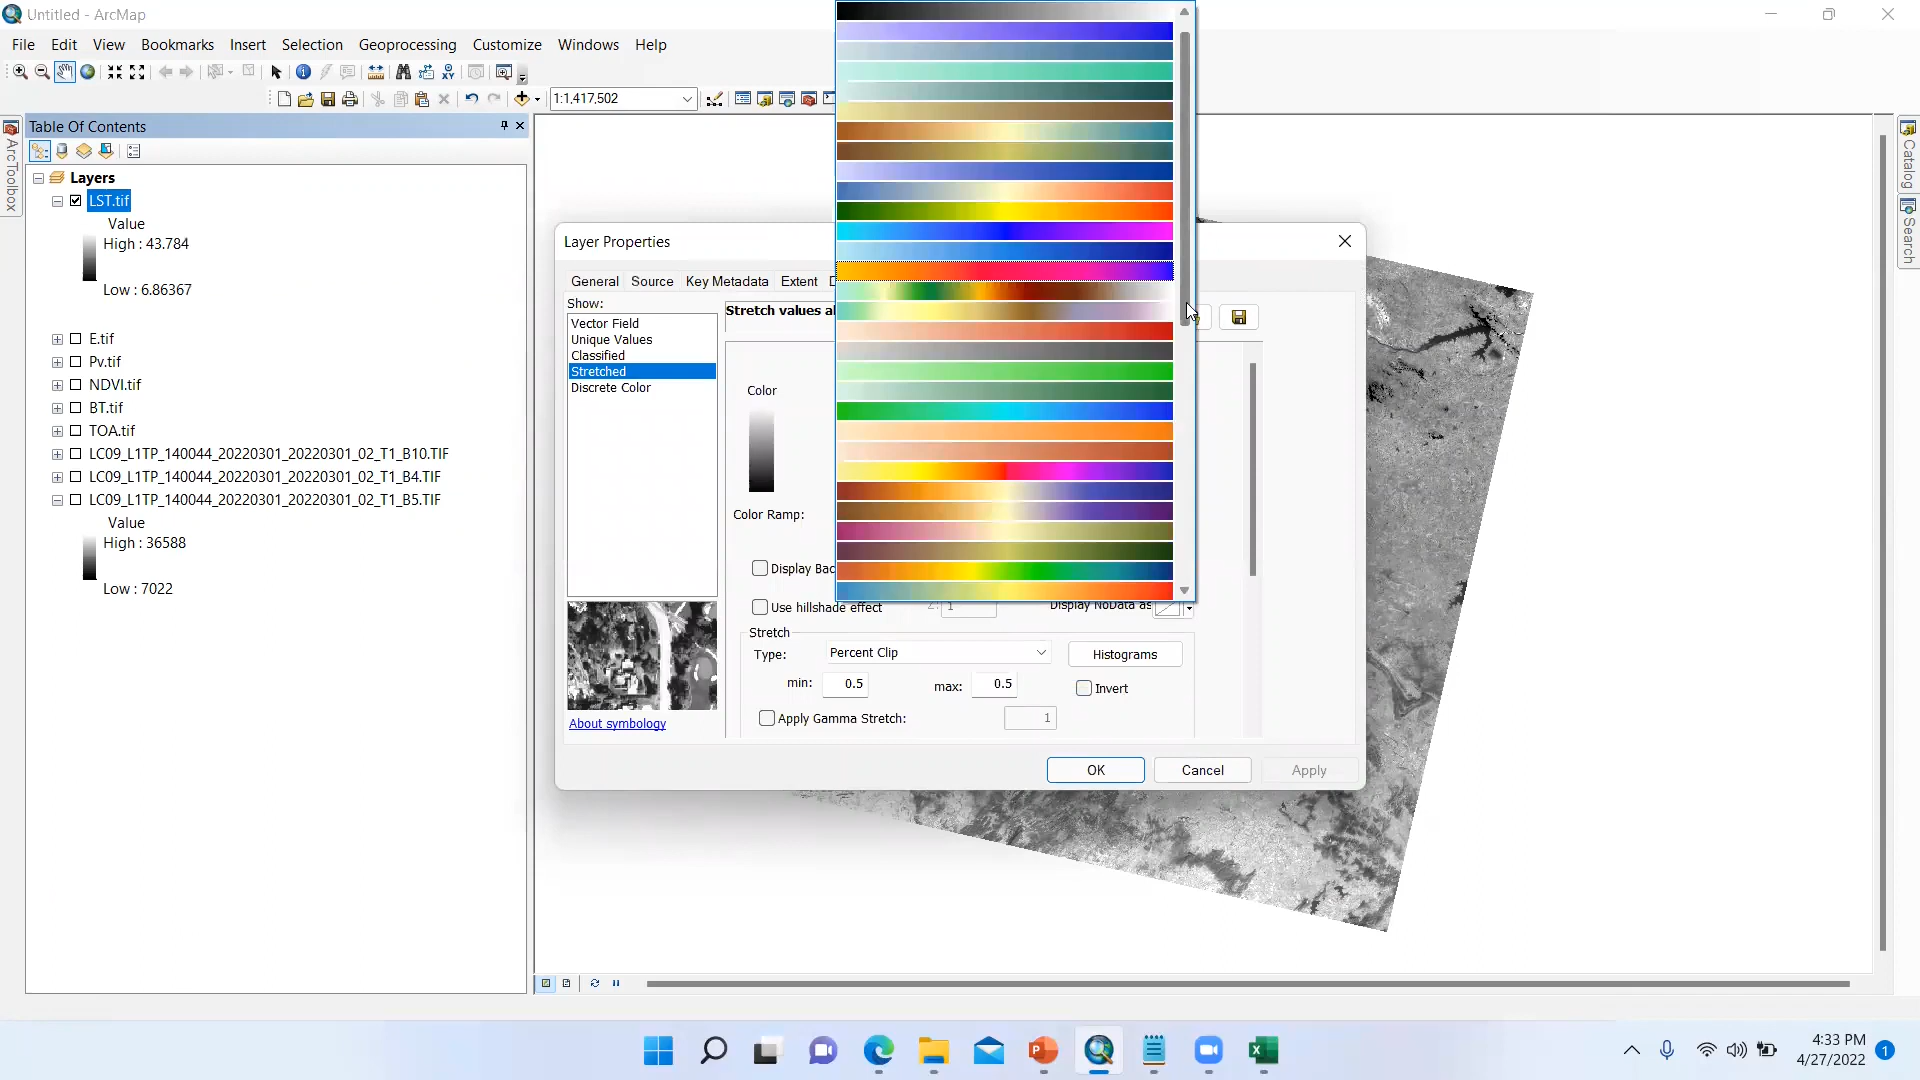 Untitled - ArcMap
File Edit View Bookmarks Insert Selection Geoprocessing Customize Windows Help
1:1,417,502
Table Of Contents
ArcToolbox
Catalog
Search
Layers
LST.tif
Value
High : 43.784
Low : 6.86367
E.tif
Pv.tif
NDVI.tif
BT.tif
TOA.tif
LC09_L1TP_140044_20220301_20220301_02_T1_B10.TIF
LC09_L1TP_140044_20220301_20220301_02_T1_B4.TIF
LC09_L1TP_140044_20220301_20220301_02_T1_B5.TIF
Value
High : 36588
Low : 7022
Layer Properties
General Source Key Metadata Extent
Show:
Vector Field
Unique Values
Classified
Stretched
Discrete Color
About symbology
Stretch values
Color
Color Ramp:
Display Bac
Use hillshade effect Z: 1 Display NoData as
Stretch
Type: Percent Clip Histograms
min: 0.5 max: 0.5 Invert
Apply Gamma Stretch: 1
OK Cancel Apply
4:33 PM
4/27/2022
1